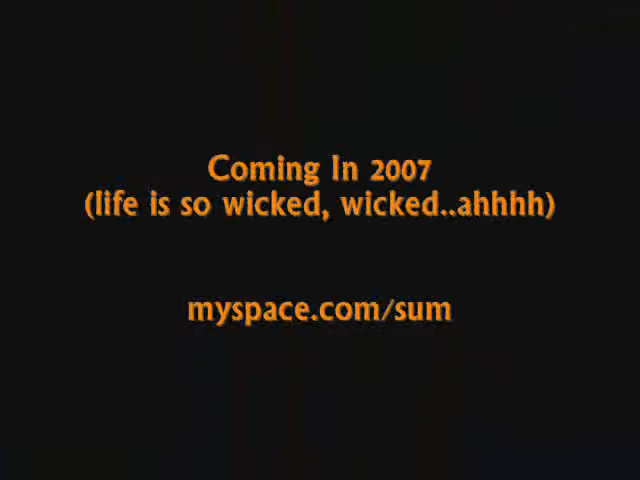 Coming In 2007
(life is so wicked, wicked..ahhhh)
myspace.com/sum